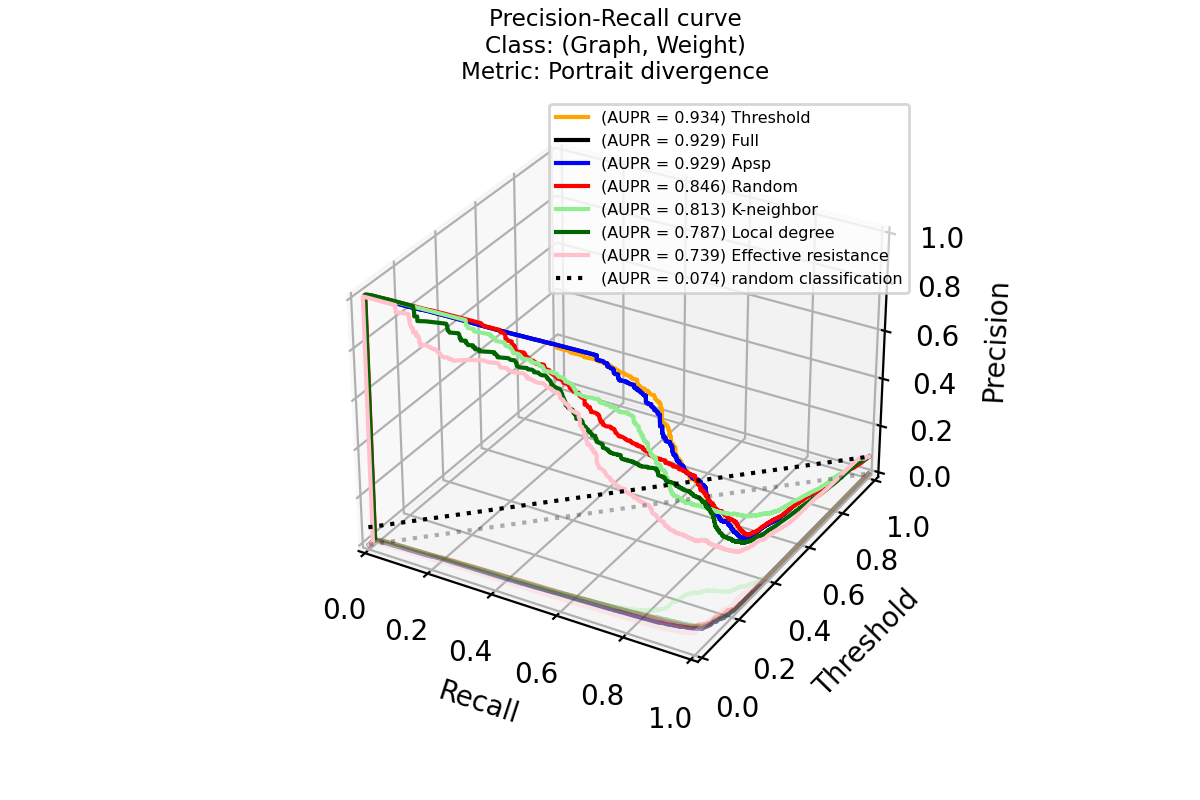 Precision-Recall curve
Class: (Graph, Weight)
Metric: Portrait divergence
(AUPR = 0.934) Threshold
(AUPR = 0.929) Full
(AUPR = 0.929) Apsp
(AUPR = 0.846) Random
(AUPR = 0.813) K-neighbor
(AUPR = 0.787) Local degree
(AUPR = 0.739) Effective resistance
(AUPR = 0.074) random classification
1.0
0.8
0.6
0.4
0.2
0.0
Precision
1.0
0.8
0.6
0.4
0.2
0.0
Threshold
0.0
0.2
0.4
0.6
0.8
1.0
Recall